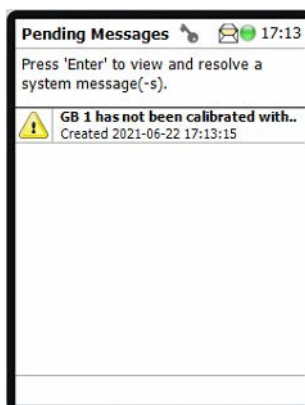 Pending Messages 17:13
Press 'Enter' to view and resolve a
system message(-s).
GB 1 has not been calibrated with..
Created 2021-06-22 17:13:15